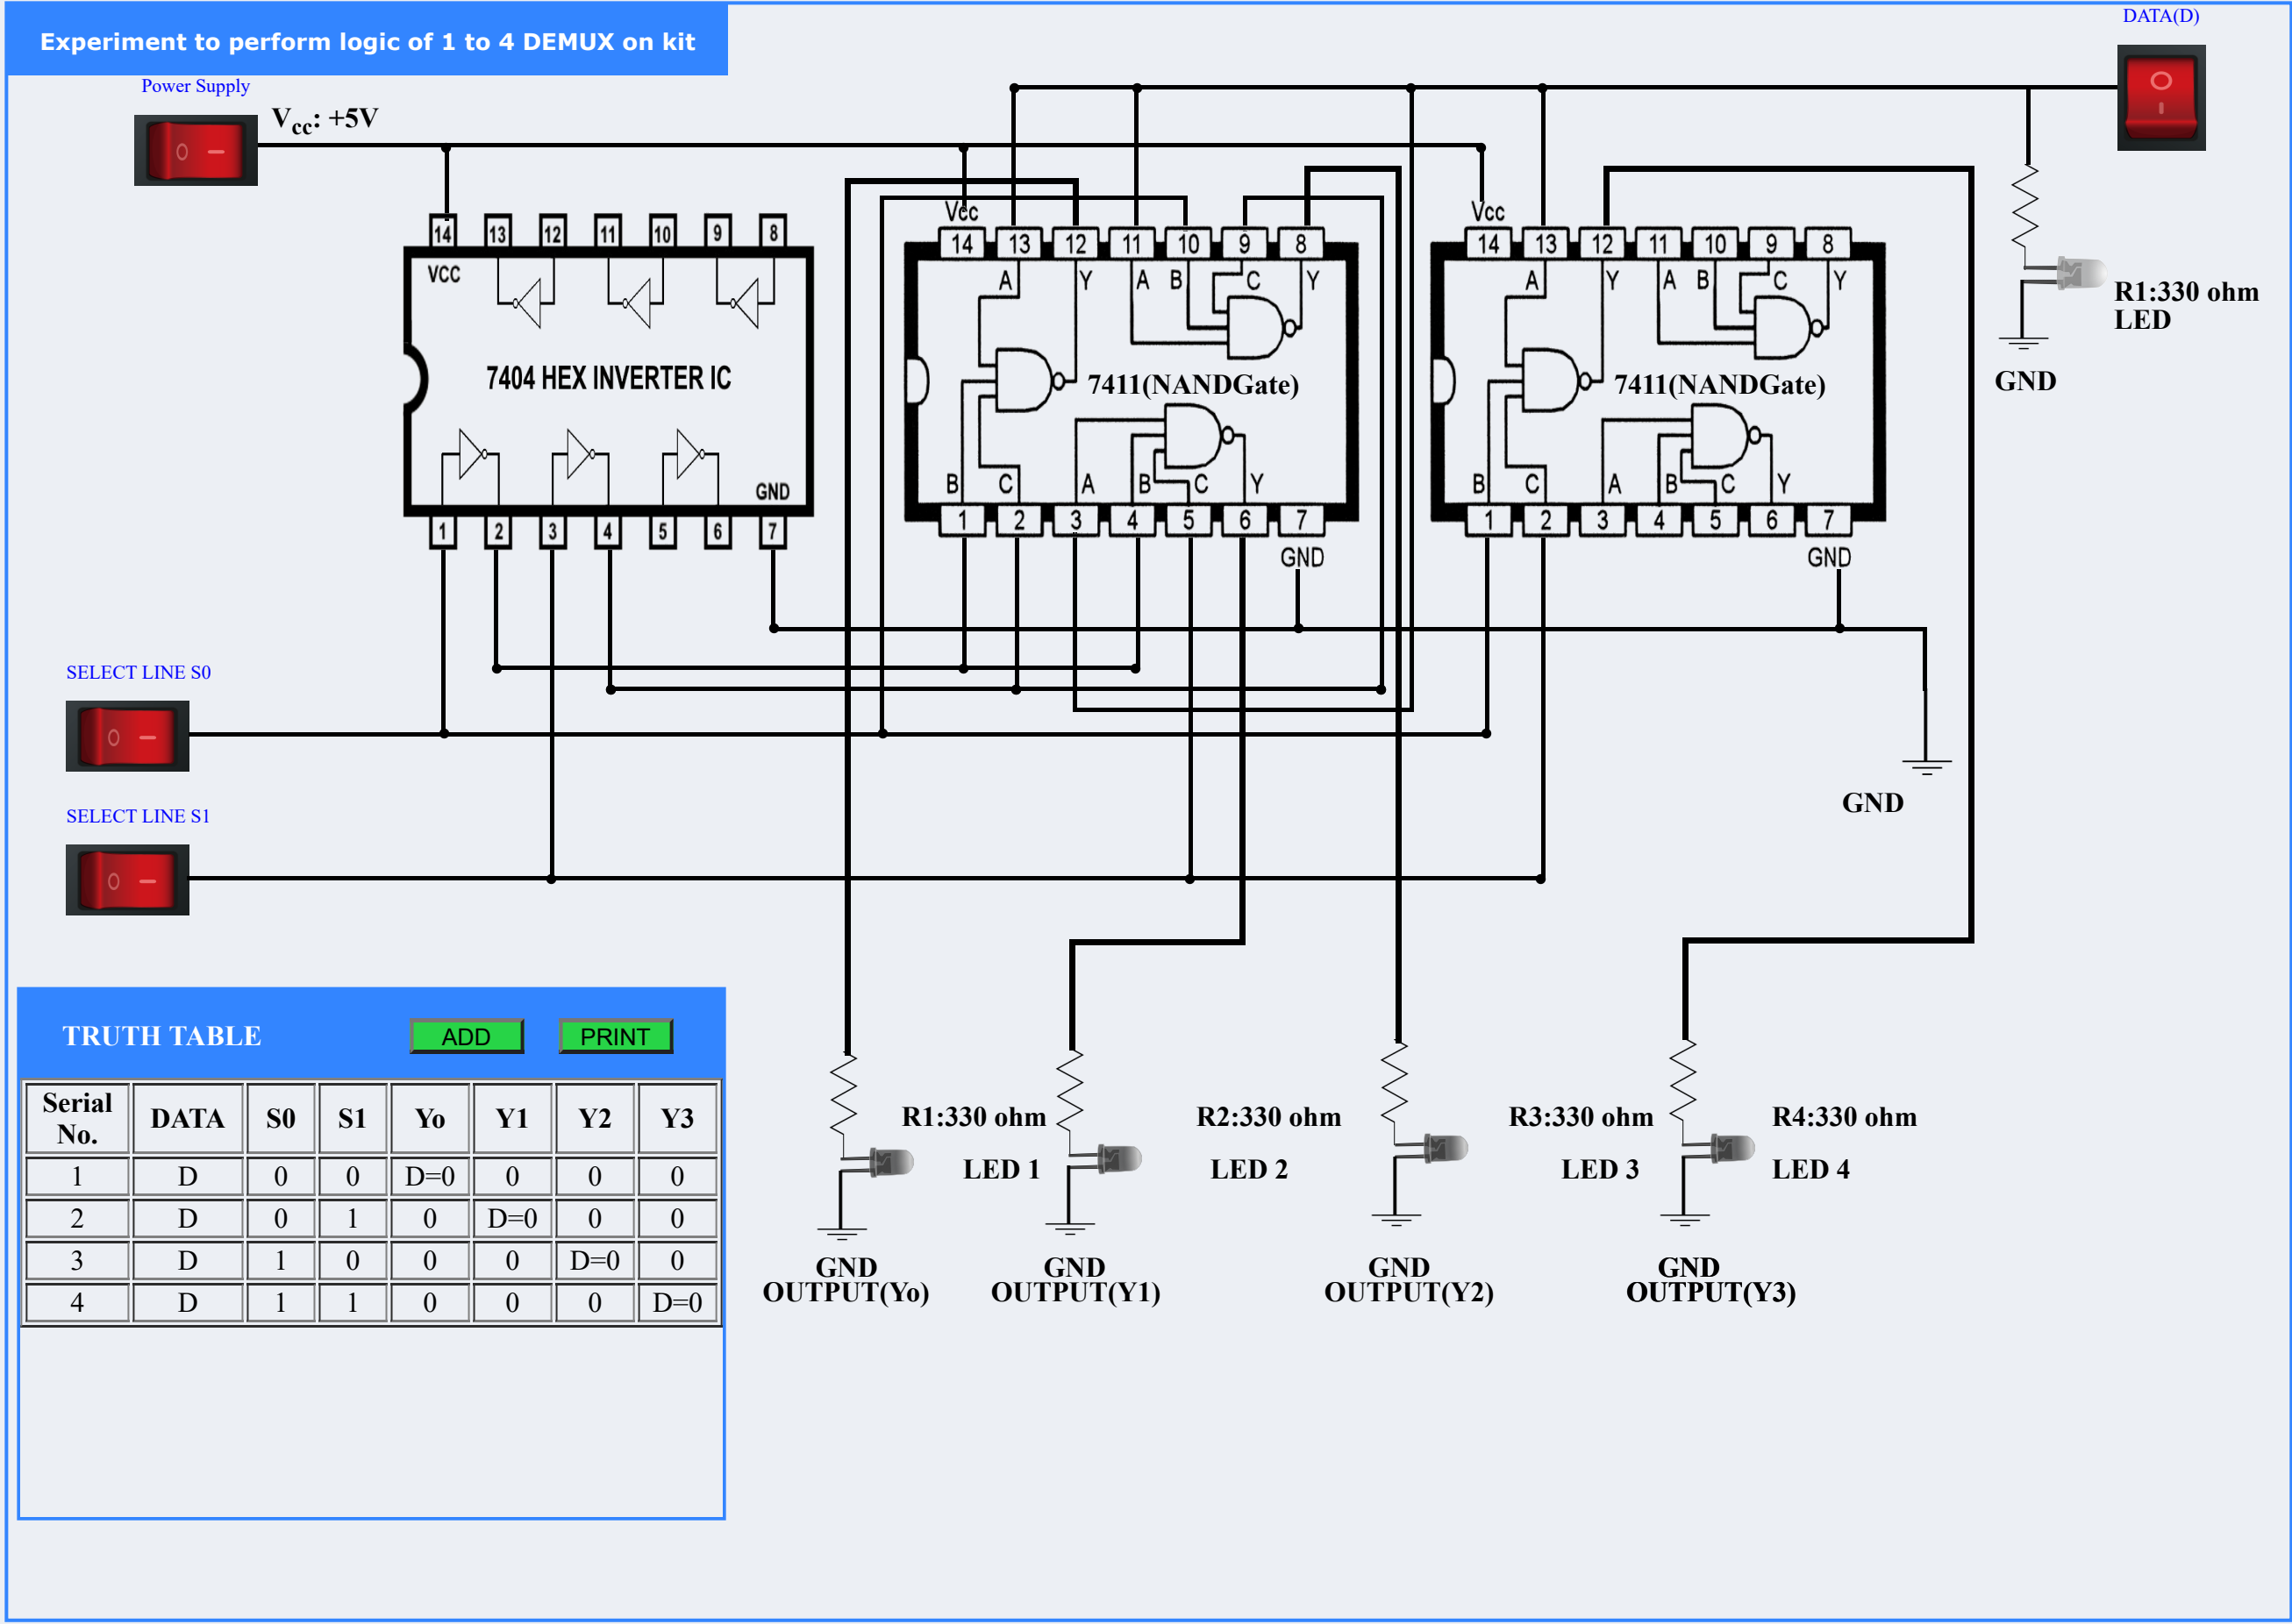 DATA(D)
Experiment to perform logic of 1 to 4 DEMUX on kit
Power Supply
Vcc: +5V
14 13 12 11 10 9 8
VCC
7404 HEX INVERTER IC
GND
1 2 3 4 5 6 7
Vcc
14 13 12 11 10 9 8
A Y A B C Y
7411(NANDGate)
B C A B C Y
1 2 3 4 5 6 7
GND
Vcc
14 13 12 11 10 9 8
A Y A B C Y
7411(NANDGate)
B C A B C Y
1 2 3 4 5 6 7
GND
R1:330 ohm
LED
GND
SELECT LINE S0
SELECT LINE S1
GND
TRUTH TABLE ADD PRINT
Serial No. DATA S0 S1 Yo Y1 Y2 Y3
1 D 0 0 D=0 0 0 0
2 D 0 1 0 D=0 0 0
3 D 1 0 0 0 D=0 0
4 D 1 1 0 0 0 D=0
R1:330 ohm R2:330 ohm R3:330 ohm R4:330 ohm
LED 1 LED 2 LED 3 LED 4
GND GND GND GND
OUTPUT(Yo) OUTPUT(Y1) OUTPUT(Y2) OUTPUT(Y3)